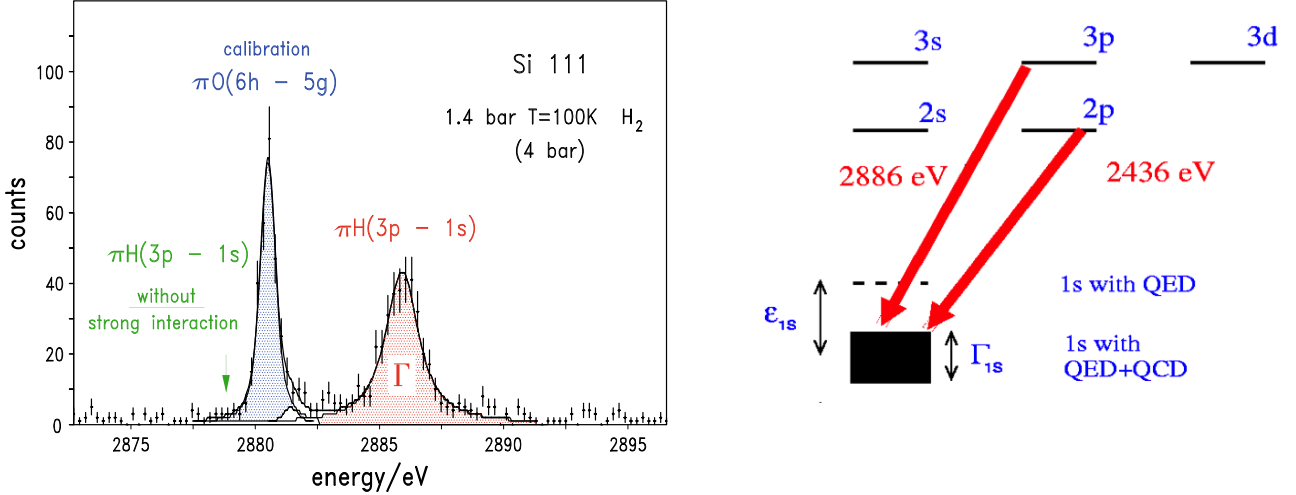 calibration
πO(6h - 5g)
Si 111
1.4 bar T=100K H₂
(4 bar)
πH(3p - 1s)
πH(3p - 1s)
without
strong interaction
Γ
counts
100
80
60
40
20
0
2875
2880
2885
2890
2895
energy/eV
3s
3p
3d
2s
2p
2886 eV
2436 eV
ε1s
1s with QED
Γ1s
1s with
QED+QCD